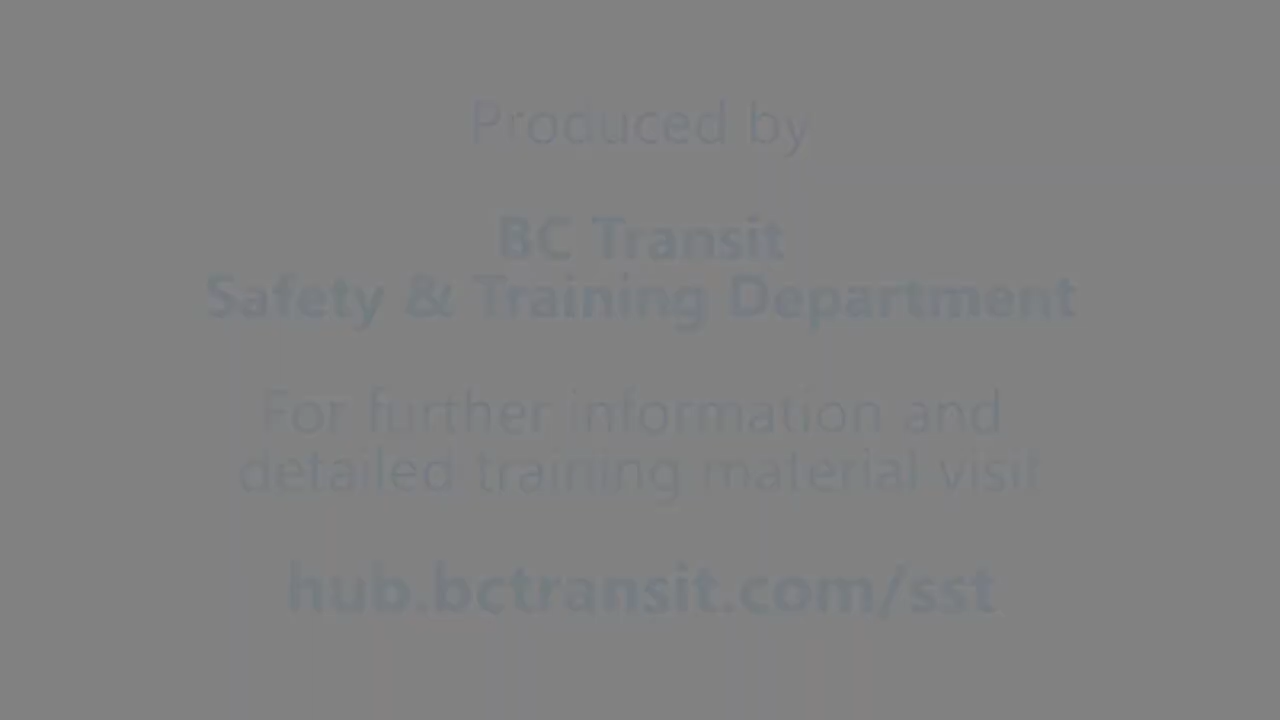 Produced by
BC Transit
Safety & Training Department
For further information and
detailed training material visit
hub.bctransit.com/sst